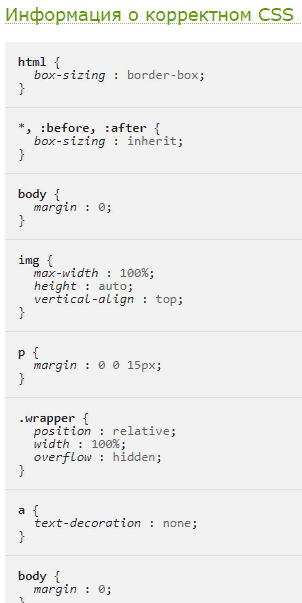 Информация о корректном CSS
html {
box-sizing : border-box;
}
*, :before, :after {
box-sizing : inherit;
}
body {
margin : 0;
}
img {
max-width : 100%;
height : auto;
vertical-align : top;
}
p {
margin : 0 0 15px;
}
.wrapper {
position : relative;
width : 100%;
overflow : hidden;
}
a {
text-decoration : none;
}
body {
margin : 0;